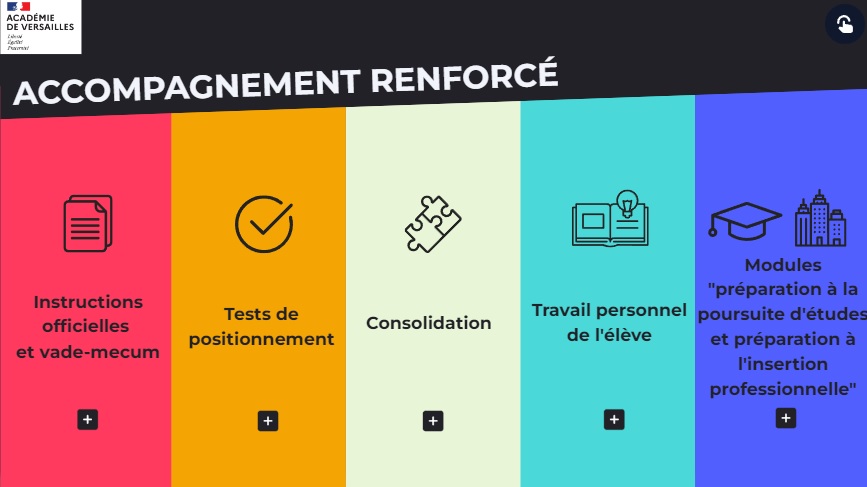 ACADÉMIE
DE VERSAILLES
Liberté
Égalité
Fraternité
ACCOMPAGNEMENT RENFORCÉ
Instructions
officielles
et vade-mecum
Tests de
positionnement
Consolidation
Travail personnel
de l'élève
Modules
"préparation à la
poursuite d'études
et préparation à
l'insertion
professionnelle"